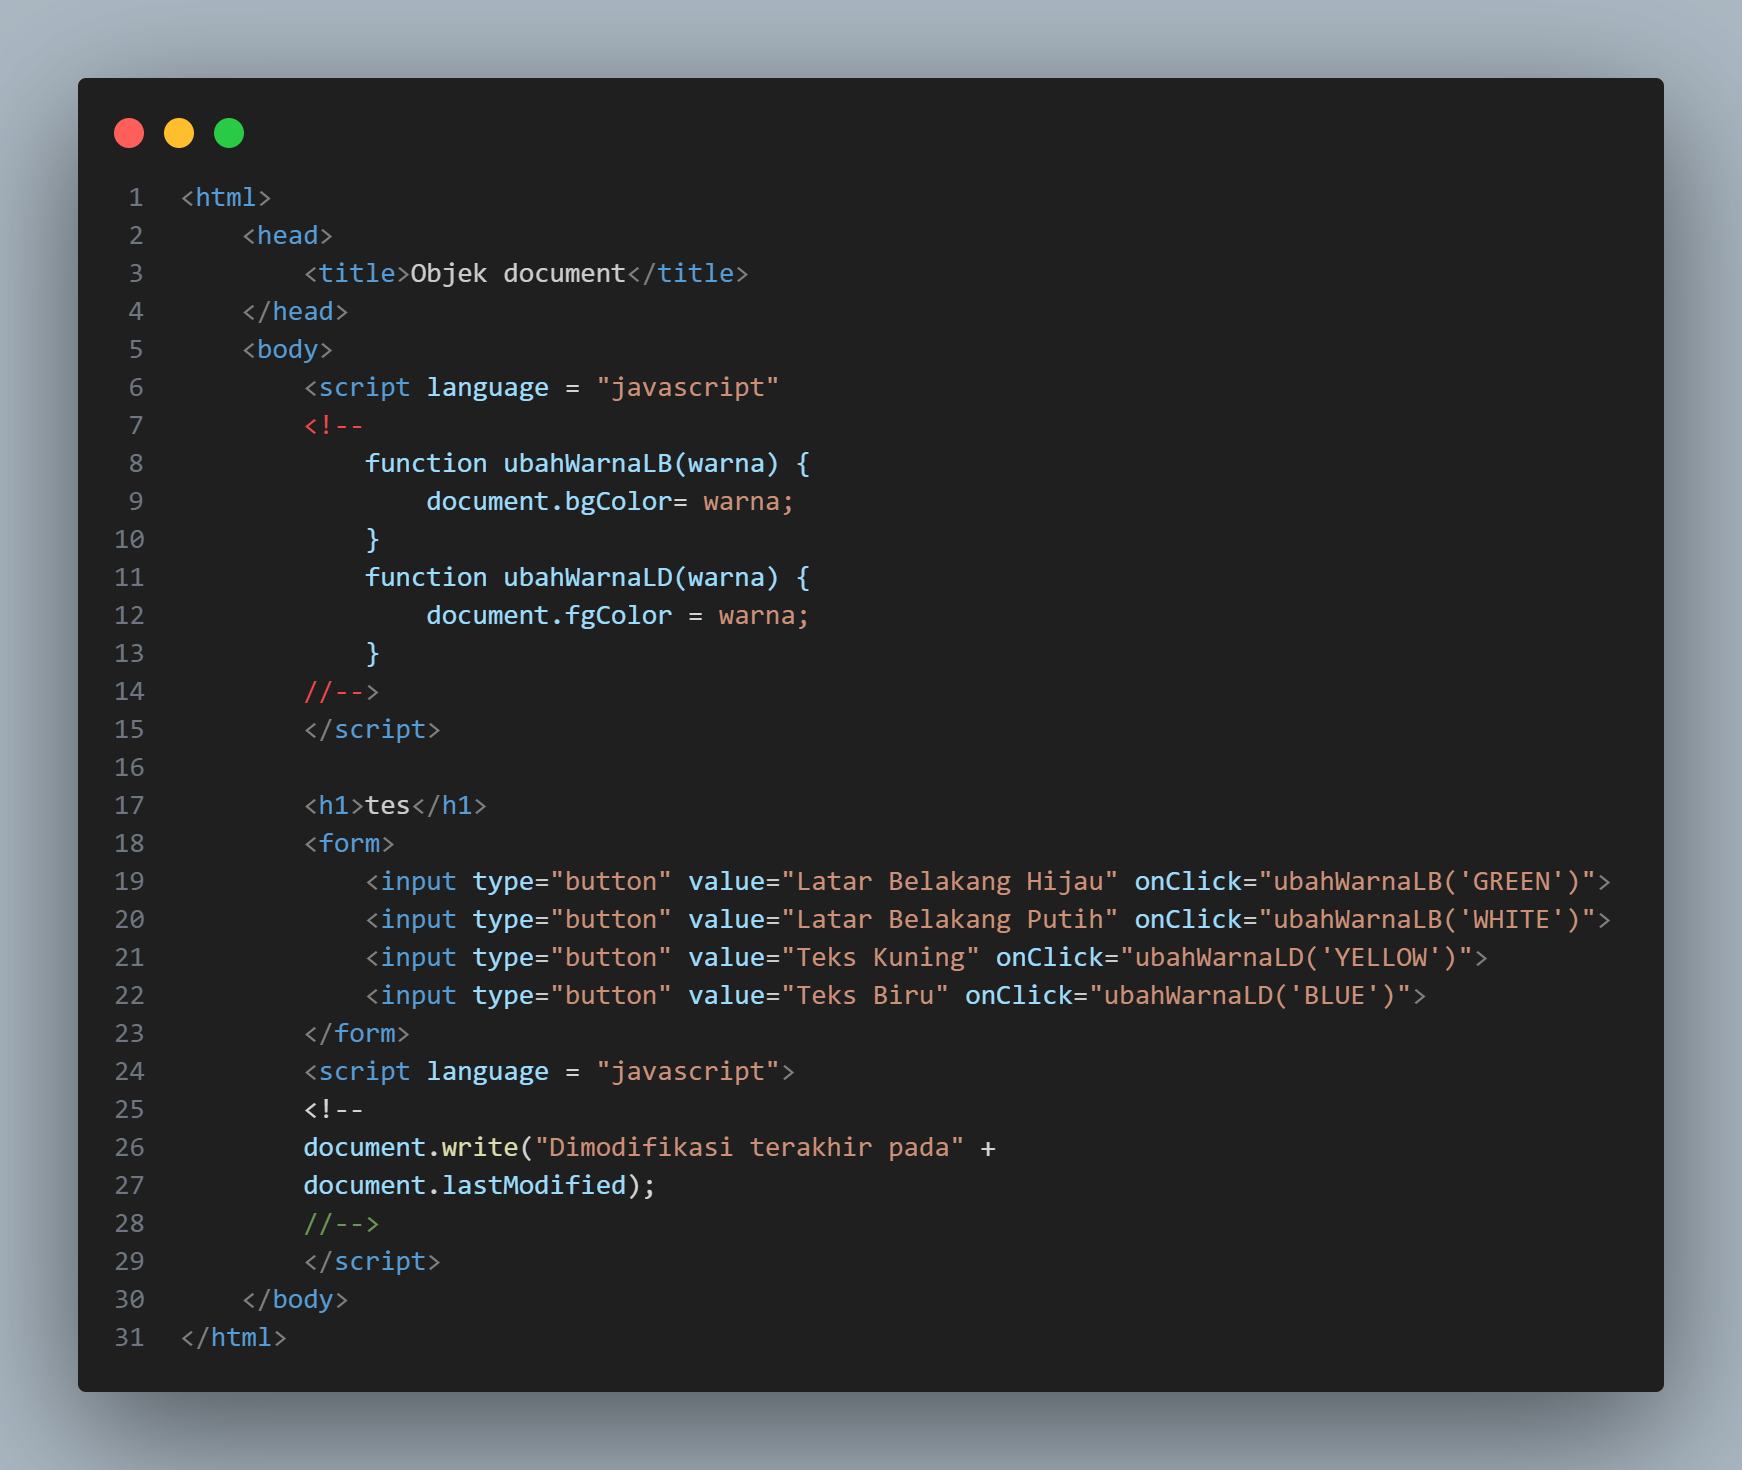 1 <html>
2     <head>
3         <title>Objek document</title>
4     </head>
5     <body>
6         <script language = "javascript"
7         <!--
8             function ubahWarnaLB(warna) {
9                 document.bgColor= warna;
10             }
11             function ubahWarnaLD(warna) {
12                 document.fgColor = warna;
13             }
14         //-->
15         </script>
16
17         <h1>tes</h1>
18         <form>
19             <input type="button" value="Latar Belakang Hijau" onClick="ubahWarnaLB('GREEN')">
20             <input type="button" value="Latar Belakang Putih" onClick="ubahWarnaLB('WHITE')">
21             <input type="button" value="Teks Kuning" onClick="ubahWarnaLD('YELLOW')">
22             <input type="button" value="Teks Biru" onClick="ubahWarnaLD('BLUE')">
23         </form>
24         <script language = "javascript">
25         <!--
26         document.write("Dimodifikasi terakhir pada" +
27         document.lastModified);
28         //-->
29         </script>
30     </body>
31 </html>